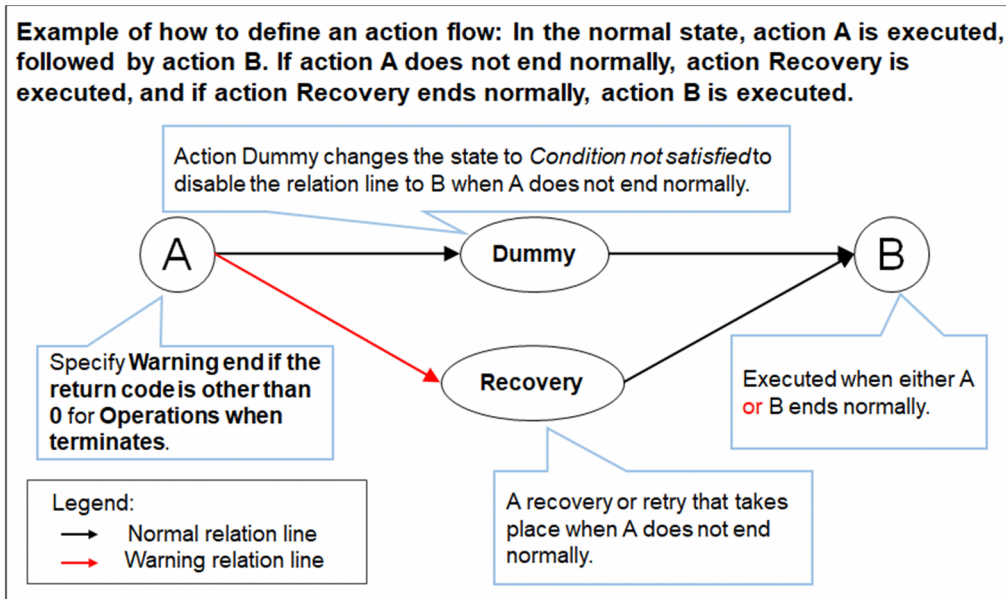 Example of how to define an action flow: In the normal state, action A is executed,
followed by action B. If action A does not end normally, action Recovery is
executed, and if action Recovery ends normally, action B is executed.
Action Dummy changes the state to Condition not satisfied to
disable the relation line to B when A does not end normally.
A
Dummy
B
Recovery
Specify Warning end if the
return code is other than
0 for Operations when
terminates.
Executed when either A
or B ends normally.
A recovery or retry that takes
place when A does not end
normally.
Legend:
Normal relation line
Warning relation line